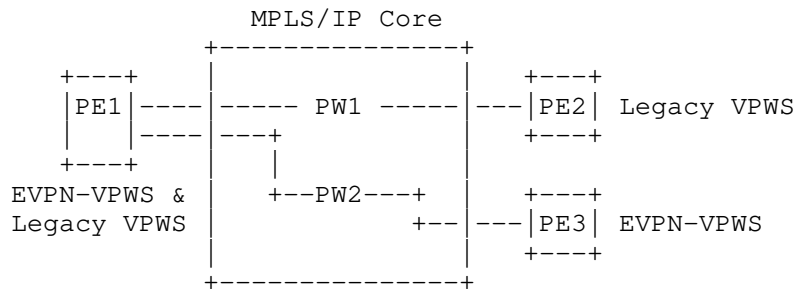 MPLS/IP Core
PE1 PW1 PE2 Legacy VPWS
EVPN-VPWS & PW2
Legacy VPWS PE3 EVPN-VPWS